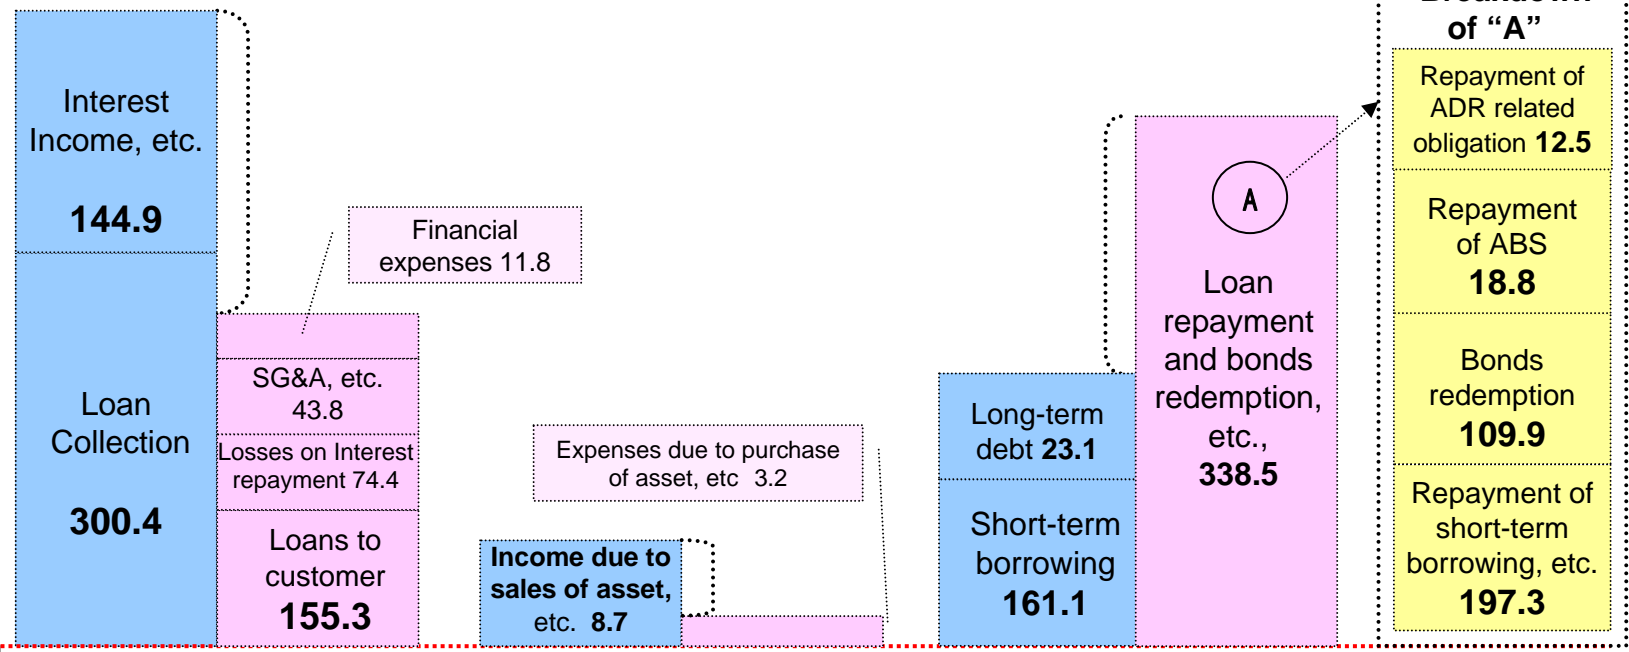 Interest
Income, etc.
144.9
Loan
Collection
300.4
Financial
expenses 11.8
SG&A, etc.
43.8
Losses on Interest
repayment 74.4
Loans to
customer
155.3
Income due to
sales of asset,
etc. 8.7
Expenses due to purchase
of asset, etc 3.2
Long-term
debt 23.1
Short-term
borrowing
161.1
A
Loan
repayment
and bonds
redemption,
etc.,
338.5
of “A”
Repayment of
ADR related
obligation 12.5
Repayment
of ABS
18.8
Bonds
redemption
109.9
Repayment of
short-term
borrowing, etc.
197.3